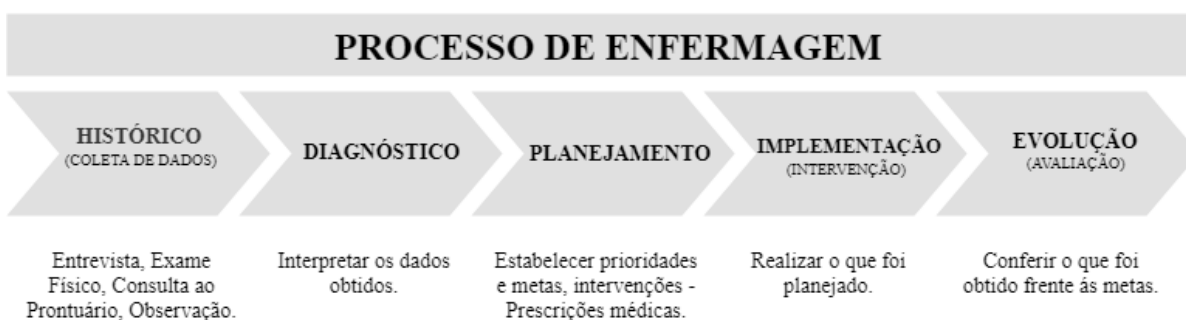 PROCESSO DE ENFERMAGEM
HISTÓRICO
(COLETA DE DADOS)
DIAGNÓSTICO
PLANEJAMENTO
IMPLEMENTAÇÃO
(INTERVENÇÃO)
EVOLUÇÃO
(AVALIAÇÃO)
Entrevista, Exame
Físico, Consulta ao
Prontuário, Observação.
Interpretar os dados
obtidos.
Estabelecer prioridades
e metas, intervenções -
Prescrições médicas.
Realizar o que foi
planejado.
Conferir o que foi
obtido frente ás metas.